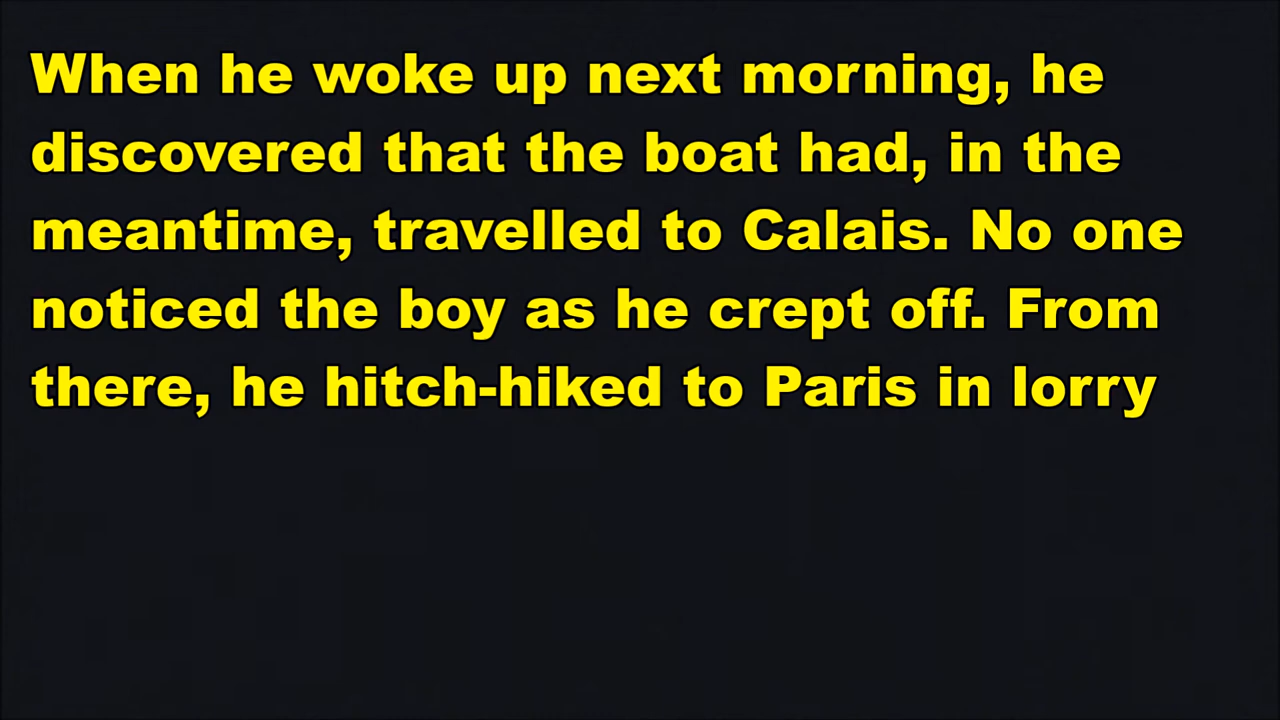 When he woke up next morning, he
discovered that the boat had, in the
meantime, travelled to Calais. No one
noticed the boy as he crept off. From
there, he hitch-hiked to Paris in lorry